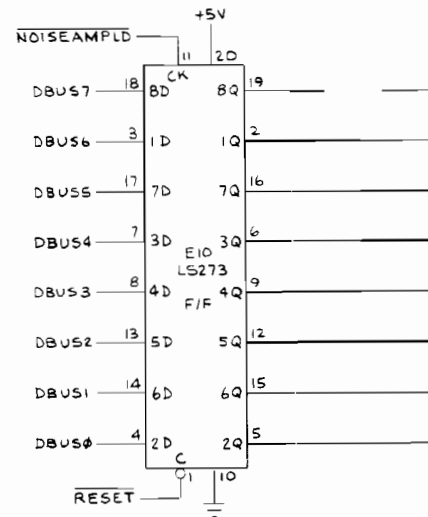 +5V
NOISEAMPLD
11 20
CK
DBUS7 18 8D 8Q 19
DBUS6 3 1D 1Q 2
DBUS5 17 7D 7Q 16
DBUS4 7 3D 3Q 6
E10
LS273
DBUS3 8 4D 4Q 9
F/F
DBUS2 13 5D 5Q 12
DBUS1 14 6D 6Q 15
DBUS0 4 2D 2Q 5
C
1 10
RESET